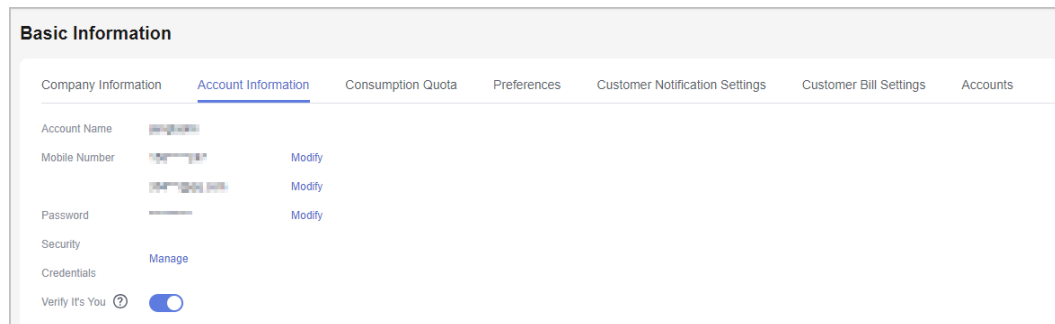 Basic Information
Company Information Account Information Consumption Quota Preferences Customer Notification Settings Customer Bill Settings Accounts
Account Name
Mobile Number Modify
Modify
Password Modify
Security
Manage
Credentials
Verify It's You ?